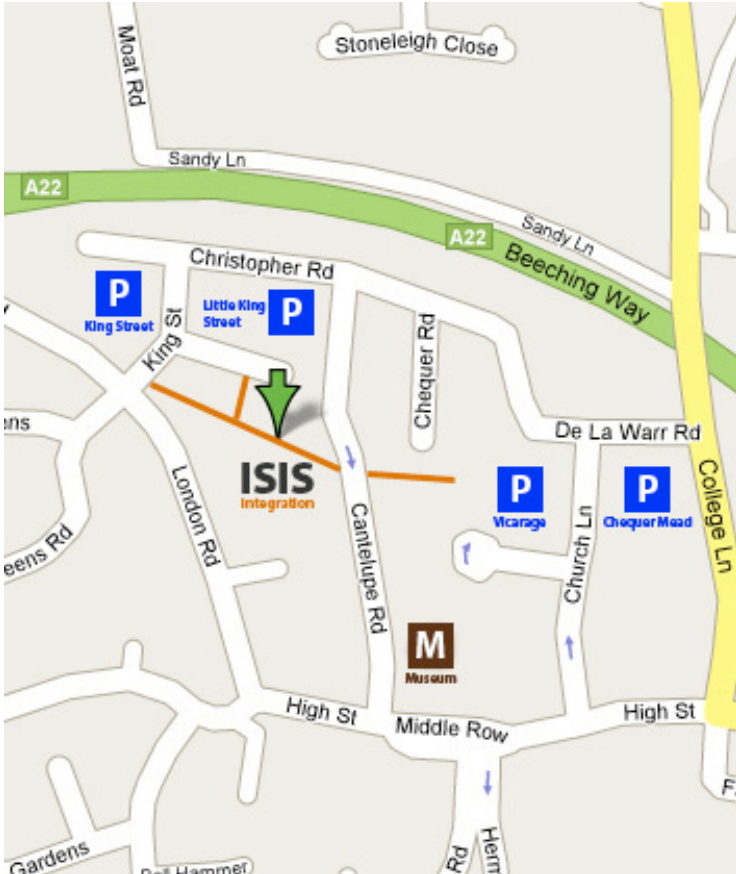 Stoneleigh Close
Moat Rd
Sandy Ln
A22
Sandy Ln
A22
Beeching Way
Christopher Rd
P
King Street
Little King
Street
P
King St
Chequer Rd
ens
De La Warr Rd
ISIS
Integration
P
Vicarage
P
Chequer Mead
College Ln
London Rd
Cantelupe Rd
Church Ln
eens Rd
M
Museum
High St
Middle Row
High St
Gardens
Rd
Herm